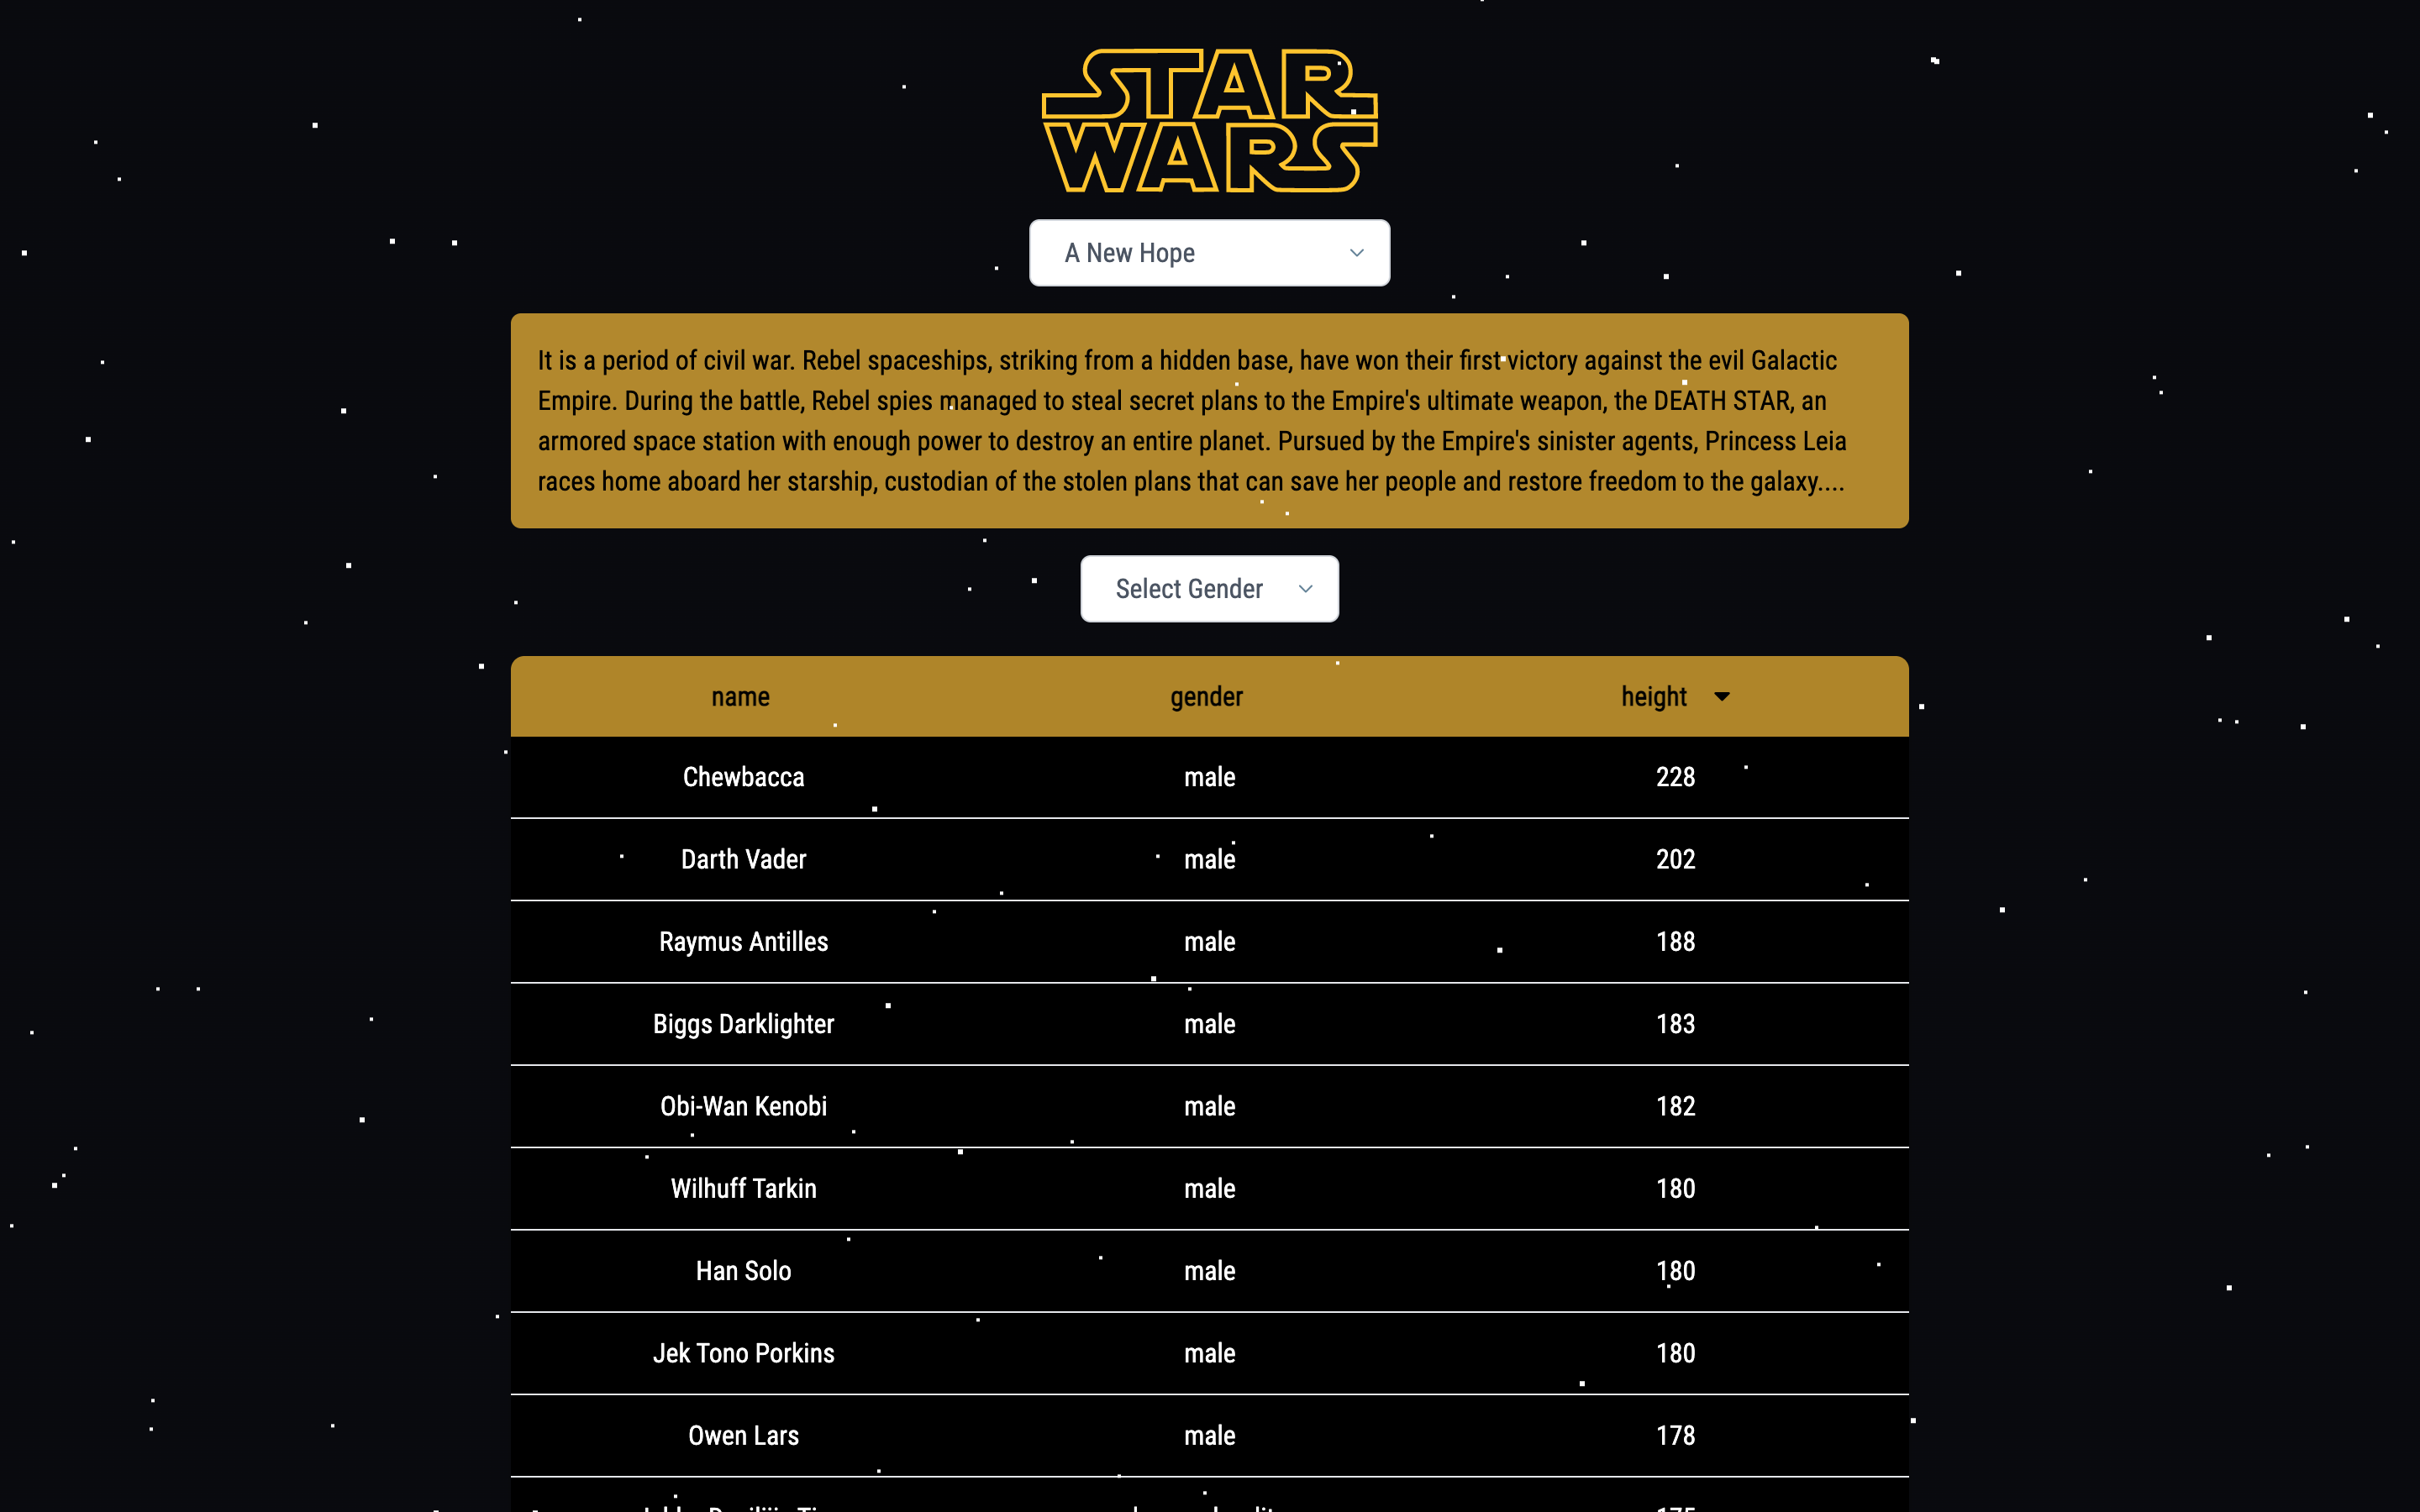 STAR
WARS
A New Hope
It is a period of civil war. Rebel spaceships, striking from a hidden base, have won their first victory against the evil Galactic
Empire. During the battle, Rebel spies managed to steal secret plans to the Empire's ultimate weapon, the DEATH STAR, an
armored space station with enough power to destroy an entire planet. Pursued by the Empire's sinister agents, Princess Leia
races home aboard her starship, custodian of the stolen plans that can save her people and restore freedom to the galaxy....
Select Gender
name gender height
Chewbacca male 228
Darth Vader male 202
Raymus Antilles male 188
Biggs Darklighter male 183
Obi-Wan Kenobi male 182
Wilhuff Tarkin male 180
Han Solo male 180
Jek Tono Porkins male 180
Owen Lars male 178